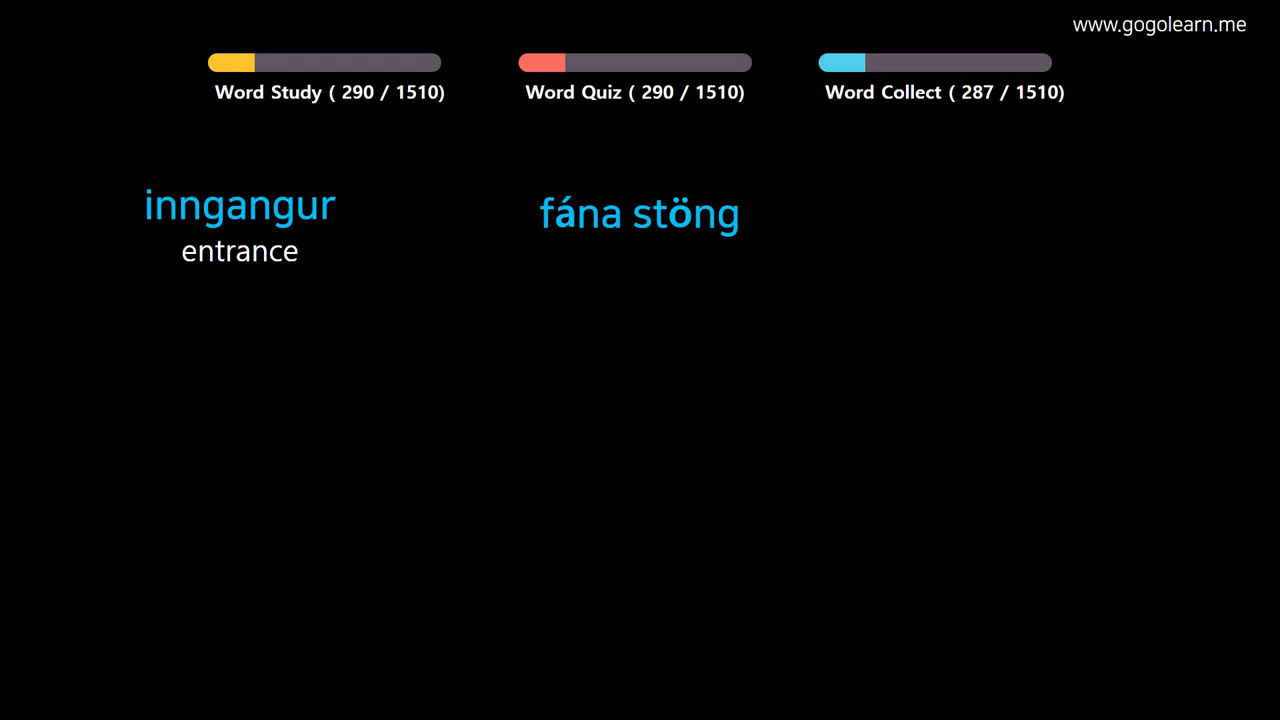 www.gogolearn.me
Word Study ( 290 / 1510)
Word Quiz ( 290 / 1510)
Word Collect ( 287 / 1510)
inngangur
entrance
fána stöng